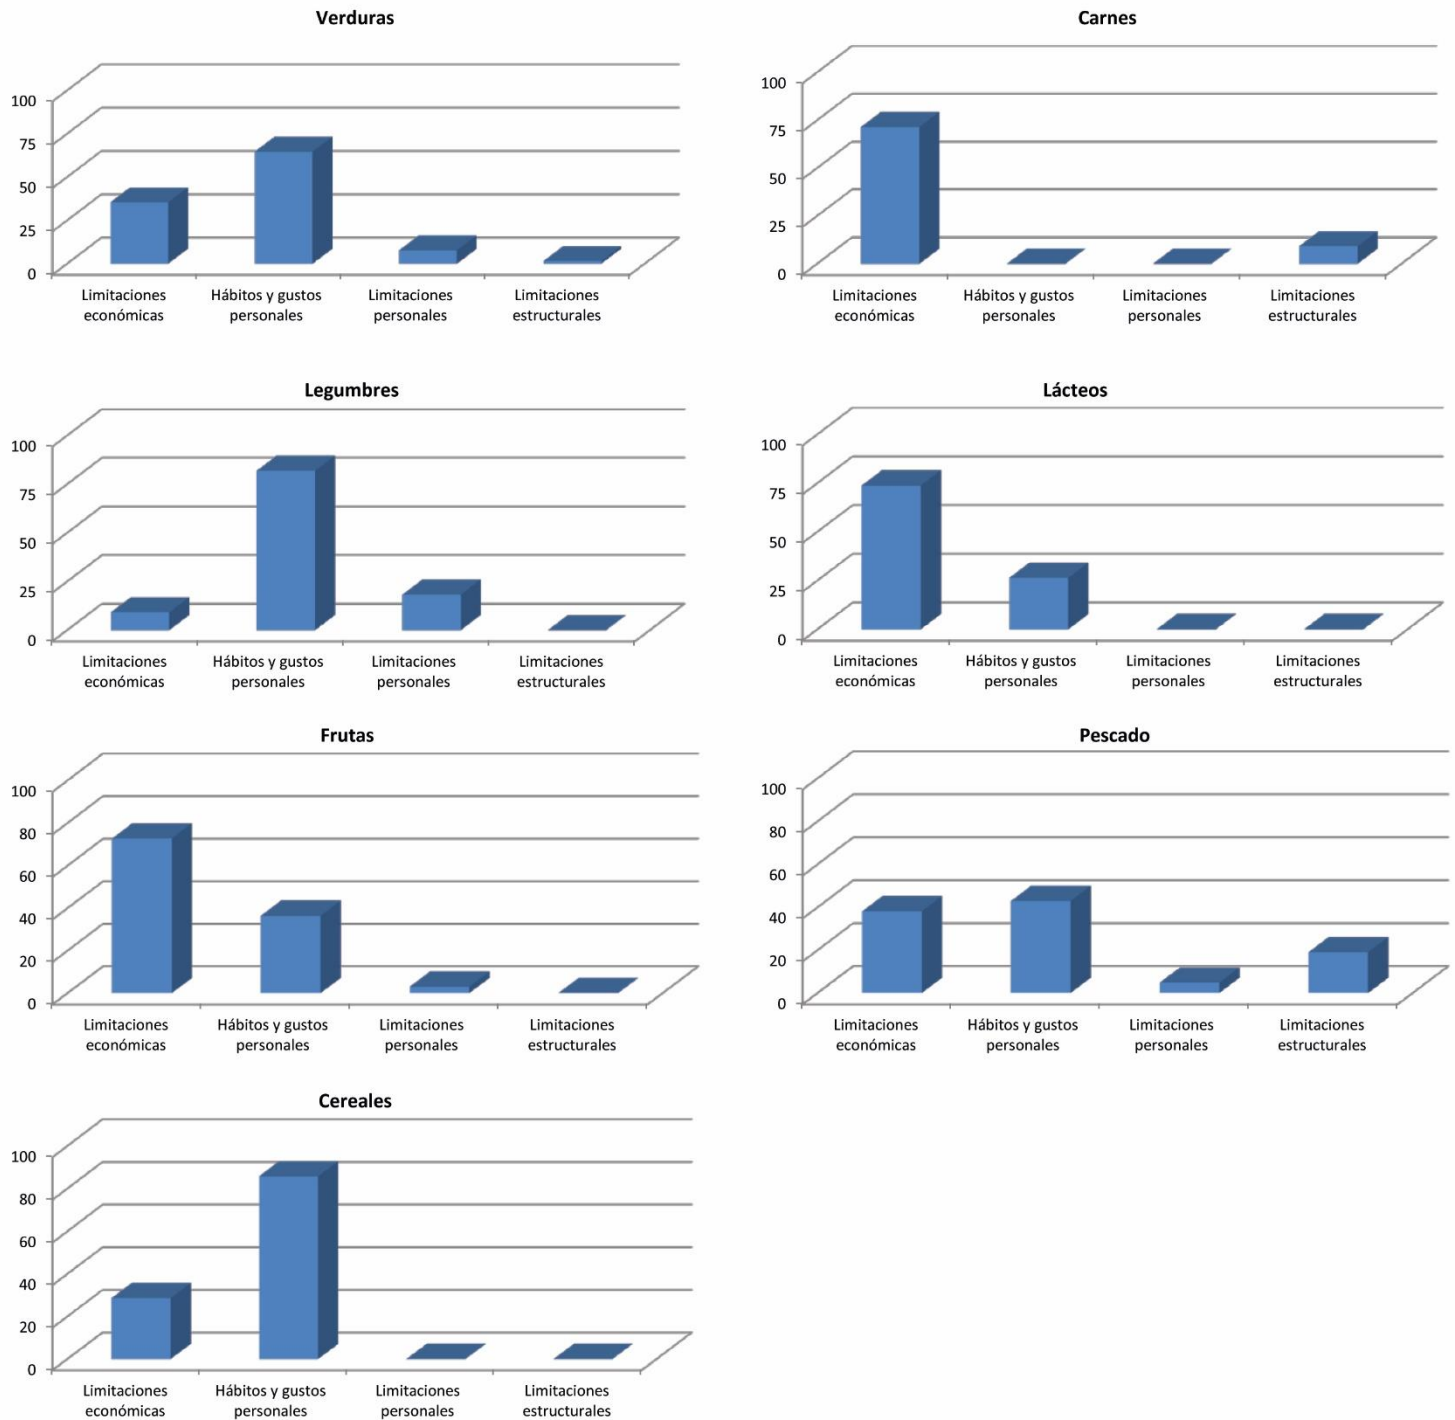 Verduras
100
75
50
25
0
Limitaciones
económicas
Hábitos y gustos
personales
Limitaciones
personales
Limitaciones
estructurales
Carnes
100
75
50
25
0
Limitaciones
económicas
Hábitos y gustos
personales
Limitaciones
personales
Limitaciones
estructurales
Legumbres
100
75
50
25
0
Limitaciones
económicas
Hábitos y gustos
personales
Limitaciones
personales
Limitaciones
estructurales
Lácteos
100
75
50
25
0
Limitaciones
económicas
Hábitos y gustos
personales
Limitaciones
personales
Limitaciones
estructurales
Frutas
100
80
60
40
20
0
Limitaciones
económicas
Hábitos y gustos
personales
Limitaciones
personales
Limitaciones
estructurales
Pescado
100
80
60
40
20
0
Limitaciones
económicas
Hábitos y gustos
personales
Limitaciones
personales
Limitaciones
estructurales
Cereales
100
80
60
40
20
0
Limitaciones
económicas
Hábitos y gustos
personales
Limitaciones
personales
Limitaciones
estructurales